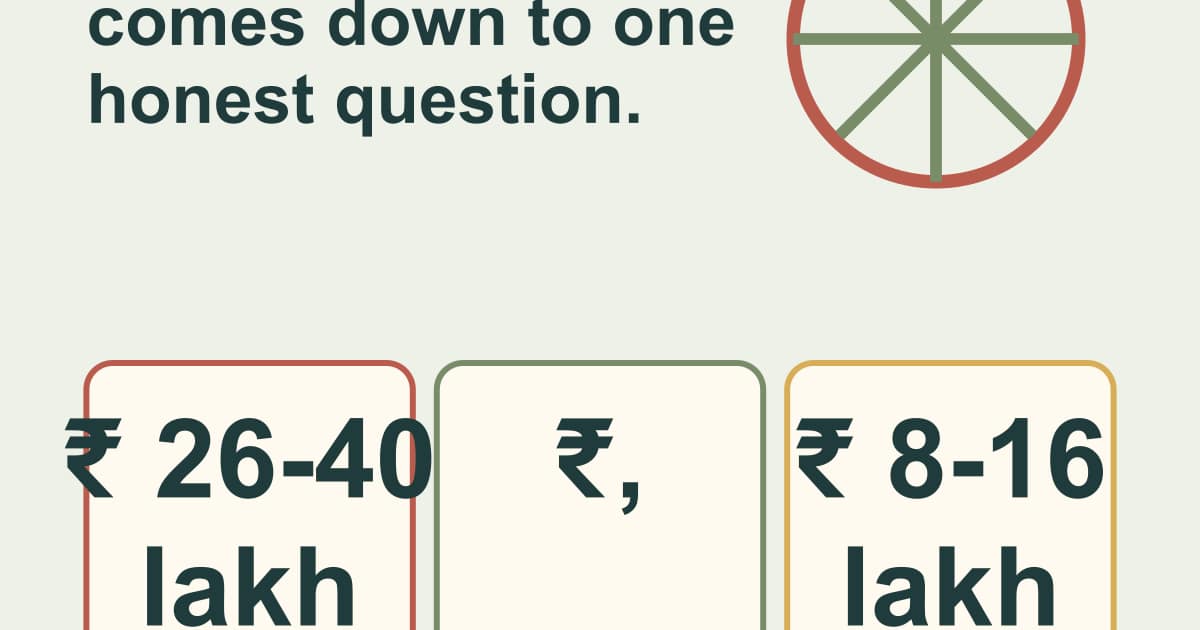 comes down to one
honest question.
₹ 26-40
lakh
₹,
₹ 8-16
lakh